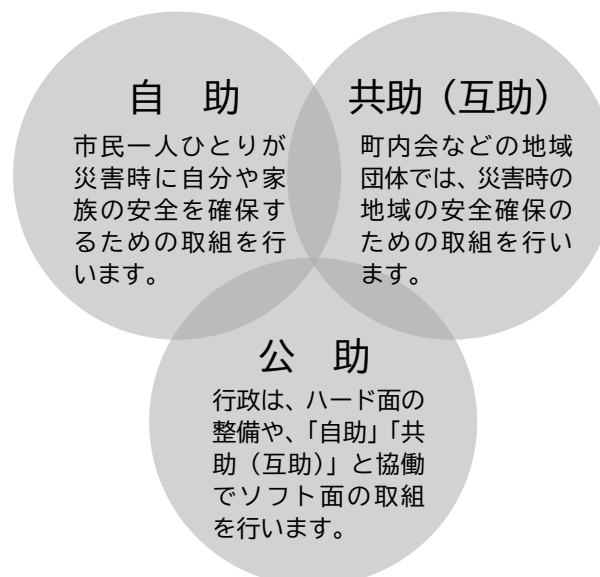 自　助
市民一人ひとりが
災害時に自分や家
族の安全を確保す
るための取組を行
います。
共助（互助）
町内会などの地域
団体では、災害時の
地域の安全確保の
ための取組を行い
ます。
公　助
行政は、ハード面の
整備や、「自助」「共
助（互助）」と協働
でソフト面の取組
を行います。